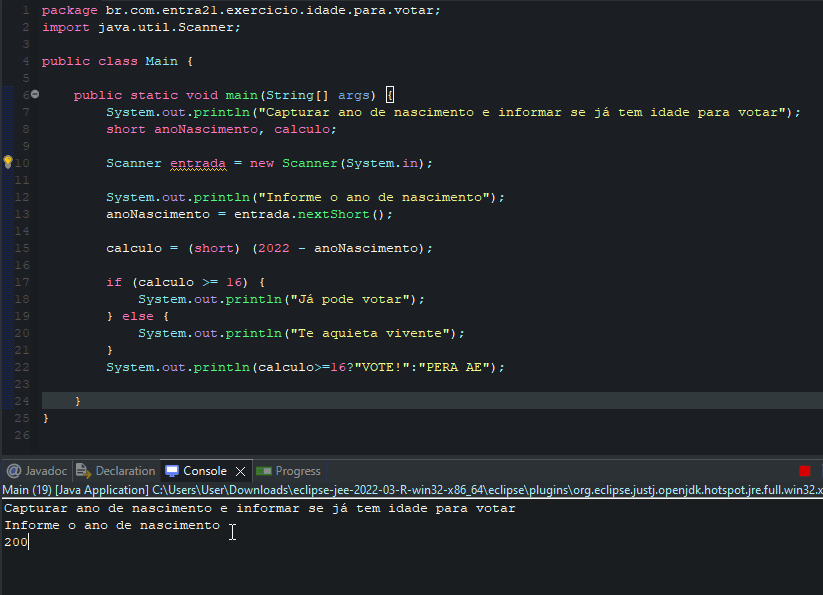 1 package br.com.entra21.exercicio.idade.para.votar;
2 import java.util.Scanner;
3
4 public class Main {
5
6 public static void main(String[] args) {
7 System.out.println("Capturar ano de nascimento e informar se já tem idade para votar");
8 short anoNascimento, calculo;
9
10 Scanner entrada = new Scanner(System.in);
11
12 System.out.println("Informe o ano de nascimento");
13 anoNascimento = entrada.nextShort();
14
15 calculo = (short) (2022 - anoNascimento);
16
17 if (calculo >= 16) {
18 System.out.println("Já pode votar");
19 } else {
20 System.out.println("Te aquieta vivente");
21 }
22 System.out.println(calculo>=16?"VOTE!":"PERA AE");
23
24 }
25 }
26
@ Javadoc Declaration Console Progress
Main (19) [Java Application] C:\Users\User\Downloads\eclipse-jee-2022-03-R-win32-x86_64\eclipse\plugins\org.eclipse.justj.openjdk.hotspot.jre.full.win32.x
Capturar ano de nascimento e informar se já tem idade para votar
Informe o ano de nascimento
200